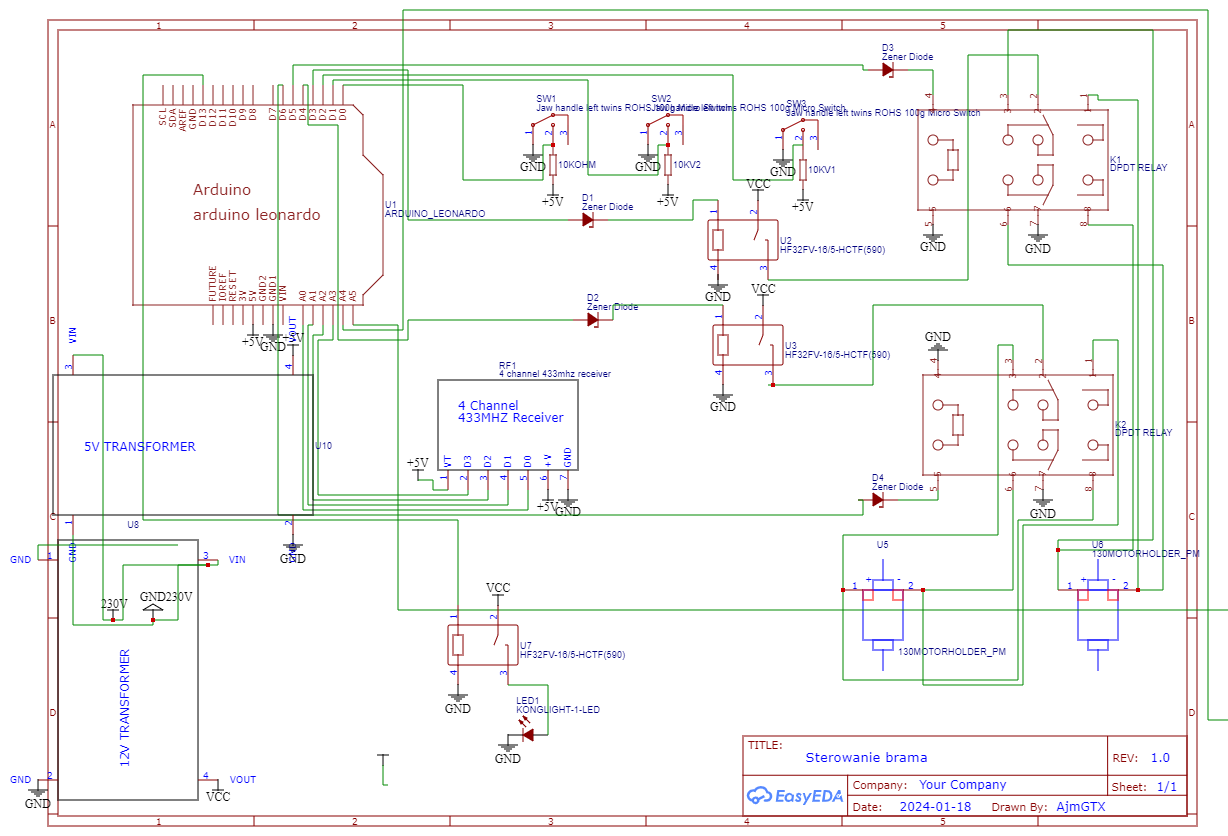 1 2 3 4 5
A
B
C
D
SCL
SDA
AREF
GND
D13
D12
D11
D10
D9
D8
D7
D6
D5
D4
D3
D2
D1
D0
Arduino
arduino leonardo
U1
ARDUINO_LEONARDO
FUTURE
IOREF
RESET
3V
5V
GND2
GND1
VIN
A0
A1
A2
A3
A4
A5
+5V
GND
+5V
SW1
Jaw handle left twins ROHS 100g Micro Switch
1 2 3
GND
10KOHM
+5V
SW2
Jaw handle left twins ROHS 100g Micro Switch
1 2 3
GND
10KV2
+5V
SW3
Jaw handle left twins ROHS 100g Micro Switch
1 2 3
GND
10KV1
+5V
D3
Zener Diode
D1
Zener Diode
VCC
1 2
U2
HF32FV-16/5-HCTF(590)
4 3
GND
D2
Zener Diode
VCC
1 2
U3
HF32FV-16/5-HCTF(590)
4 3
GND
4 3 2 1
K1
DPDT RELAY
5 6 7 8
GND
GND
GND
4 3 2 1
K2
DPDT RELAY
5 6 7 8
GND
D4
Zener Diode
VIN
3
VOUT
4
5V TRANSFORMER
U10
1
GND
2
GND
RF1
4 channel 433mhz receiver
4 Channel
433MHZ Receiver
VT
D3
D2
D1
D0
+V
GND
1 2 3 4 5 6 7
+5V
+5V
GND
U8
GND 1
3 VIN
230V
GND230V
12V TRANSFORMER
GND 2
GND
4 VOUT
VCC
VCC
1 2
U7
HF32FV-16/5-HCTF(590)
4 3
GND
LED1
KONGLIGHT-1-LED
GND
U5
1 + - 2
130MOTORHOLDER_PM
U6
130MOTORHOLDER_PM
1 + - 2
TITLE:
Sterowanie brama
REV: 1.0
EasyEDA
Company: Your Company
Sheet: 1/1
Date: 2024-01-18 Drawn By: AjmGTX
A
B
C
D
1 2 3 4 5